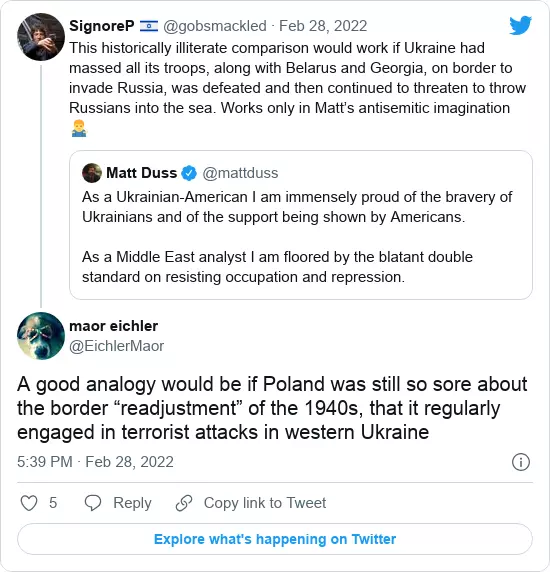 SignoreP 🇮🇱 @gobsmackled · Feb 28, 2022
This historically illiterate comparison would work if Ukraine had
massed all its troops, along with Belarus and Georgia, on border to
invade Russia, was defeated and then continued to threaten to throw
Russians into the sea. Works only in Matt’s antisemitic imagination
🤷‍♂️
Matt Duss @mattduss
As a Ukrainian-American I am immensely proud of the bravery of
Ukrainians and of the support being shown by Americans.
As a Middle East analyst I am floored by the blatant double
standard on resisting occupation and repression.
maor eichler
@EichlerMaor
A good analogy would be if Poland was still so sore about
the border “readjustment” of the 1940s, that it regularly
engaged in terrorist attacks in western Ukraine
5:39 PM · Feb 28, 2022
5 Reply Copy link to Tweet
Explore what's happening on Twitter